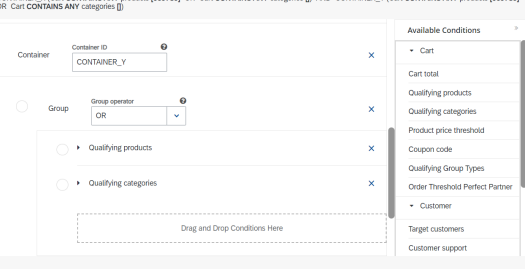 OR Cart CONTAINS ANY categories [])
Available Conditions
Container
Container ID
CONTAINER_Y
Cart
Cart total
Qualifying products
Qualifying categories
Product price threshold
Coupon code
Qualifying Group Types
Order Threshold Perfect Partner
Customer
Target customers
Customer support
Group
Group operator
OR
Qualifying products
Qualifying categories
Drag and Drop Conditions Here